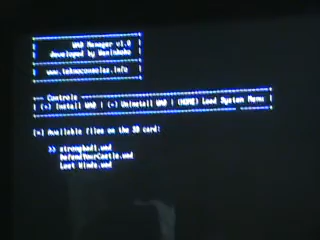 WAD Manager v1.0
developed by Waninkoko
www.teknoconsolas.info
Controls
(+) Install WAD | (-) Uninstall WAD | (HOME) Load System Menu
[+] Available files on the SD card:
>> strongbad1.wad
DefendYourCastle.wad
Lost Winds.wad